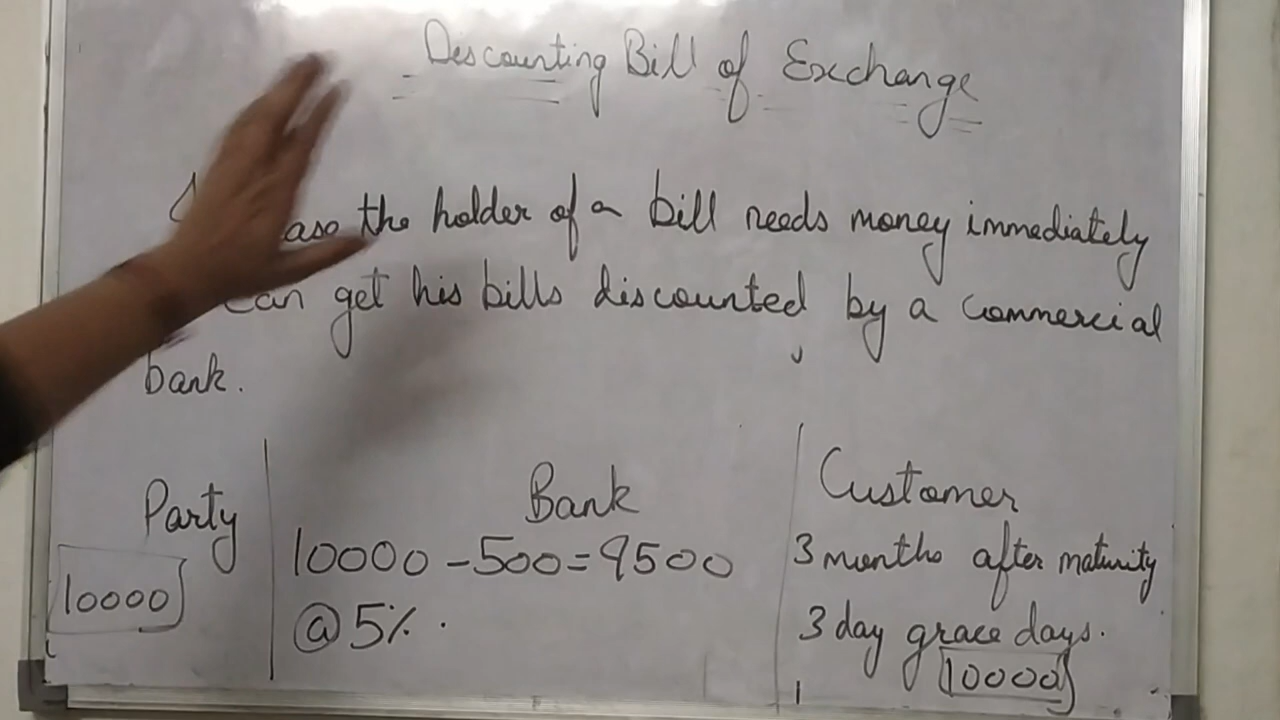 Discounting Bill of Exchange
the holder of a bill needs money immediately
can get his bills discounted by a commercial
bank.
Party
10000
Bank
10000 - 500 = 9500
@ 5% .
Customer
3 months after maturity
3 day grace days.
10000